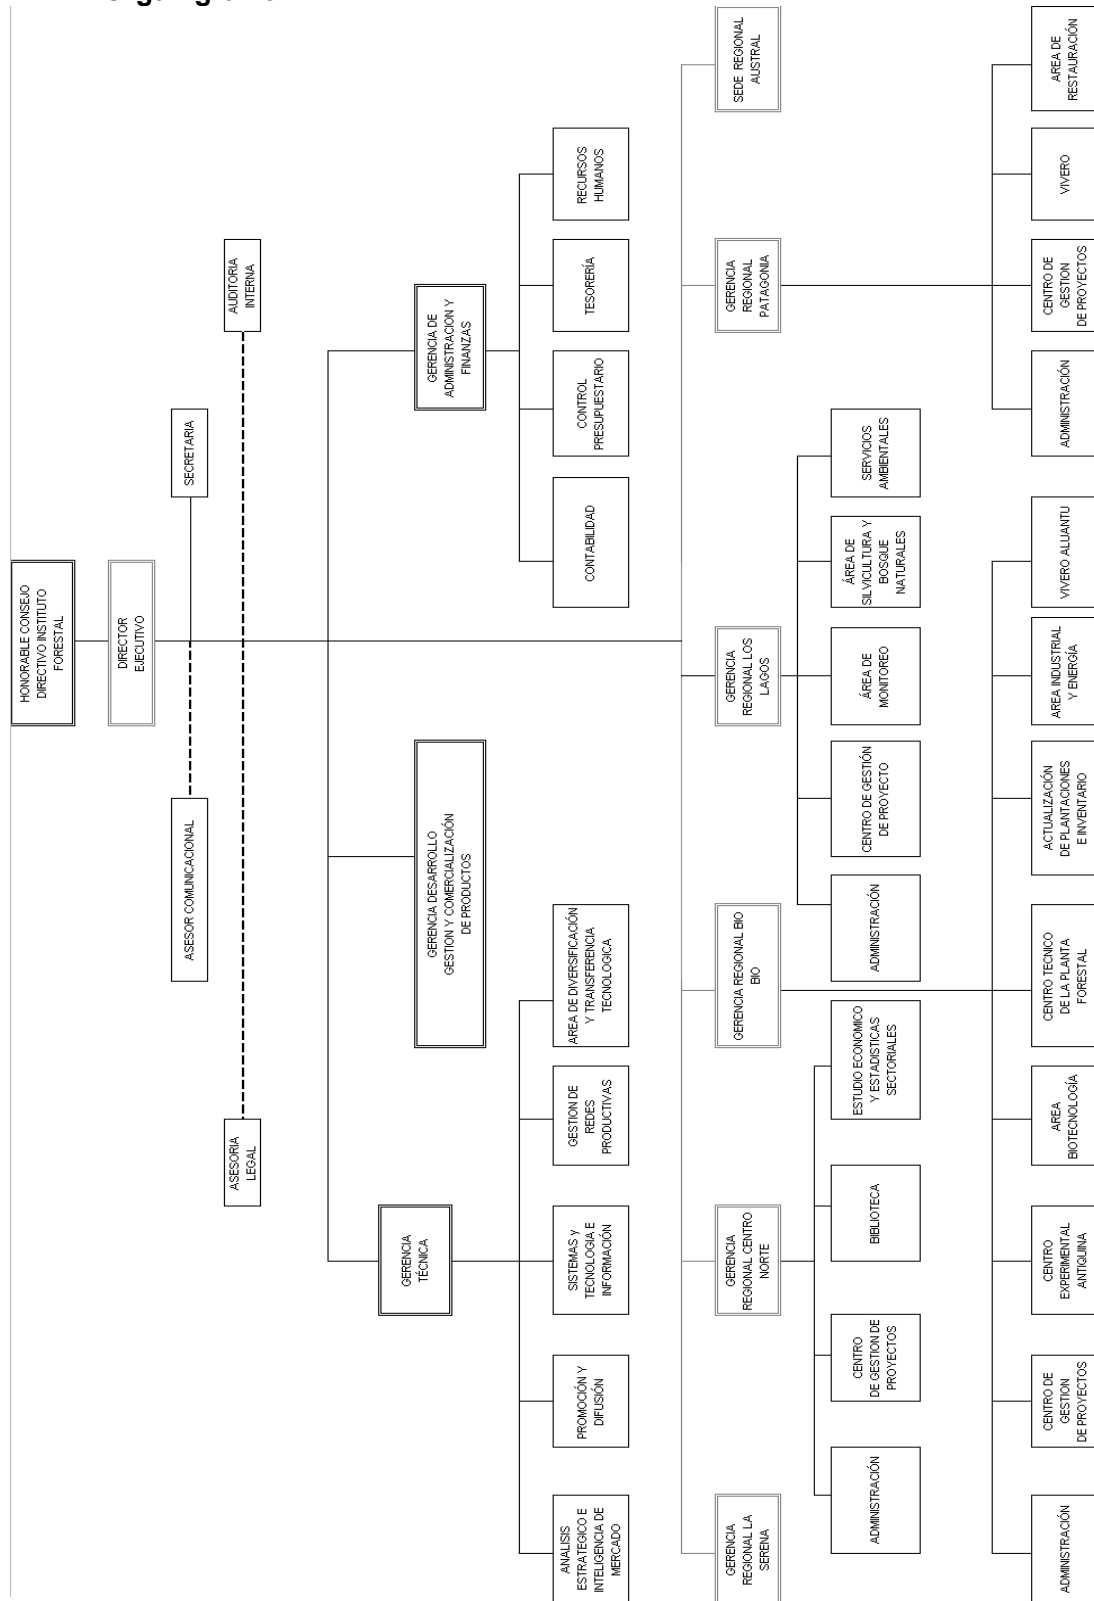 HONORABLE CONSEJO
DIRECTIVO INSTITUTO
FORESTAL
DIRECTOR
EJECUTIVO
ASESOR COMUNICACIONAL
SECRETARIA
ASESORIA
LEGAL
AUDITORIA
INTERNA
GERENCIA
TÉCNICA
GERENCIA DESARROLLO
GESTION Y COMERCIALIZACIÓN
DE PRODUCTOS
GERENCIA DE
ADMINISTRACION Y
FINANZAS
ANALISIS
ESTRATEGICO E
INTELIGENCIA DE
MERCADO
PROMOCIÓN Y
DIFUSIÓN
SISTEMAS y
TECNOLOGIA E
INFORMACIÓN
GESTION DE
REDES
PRODUCTIVAS
AREA DE DIVERSIFICACIÓN
Y TRANSFERENCIA
TECNOLOGICA
CONTABILIDAD
CONTROL
PRESUPUESTARIO
TESORERÍA
RECURSOS
HUMANOS
GERENCIA
REGIONAL LA
SERENA
GERENCIA
REGIONAL CENTRO
NORTE
GERENCIA REGIONAL BIO
BIO
GERENCIA
REGIONAL LOS
LAGOS
GERENCIA
REGIONAL
PATAGONIA
SEDE REGIONAL
AUSTRAL
ADMINISTRACIÓN
CENTRO
DE GESTION DE
PROYECTOS
BIBLIOTECA
ESTUDIO ECONOMICO
Y ESTADISTICAS
SECTORIALES
ADMINISTRACIÓN
CENTRO DE GESTIÓN
DE PROYECTO
ÁREA DE
MONITOREO
ÁREA DE
SILVICULTURA Y
BOSQUE
NATURALES
SERVICIOS
AMBIENTALES
ADMINISTRACIÓN
CENTRO DE
GESTION
DE PROYECTOS
CENTRO
EXPERIMENTAL
ANTIQUINA
AREA
BIOTECNOLOGÍA
CENTRO TECNICO
DE LA PLANTA
FORESTAL
ACTUALIZACIÓN
DE PLANTACIONES
E INVENTARIO
AREA INDUSTRIAL
Y ENERGÍA
VIVERO ALUANTU
ADMINISTRACIÓN
CENTRO DE
GESTION
DE PROYECTOS
VIVERO
AREA DE
RESTAURACIÓN